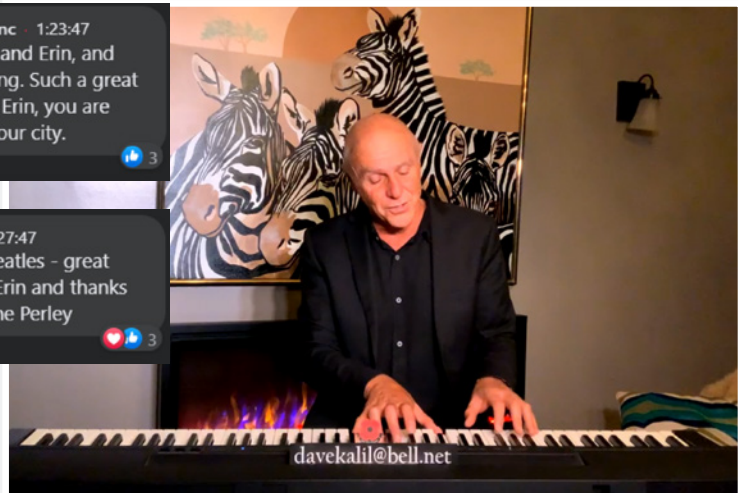 nc · 1:23:47
and Erin, and
ng. Such a great
Erin, you are
our city.
3
27:47
eatles - great
Erin and thanks
he Perley
3
davekalil@bell.net